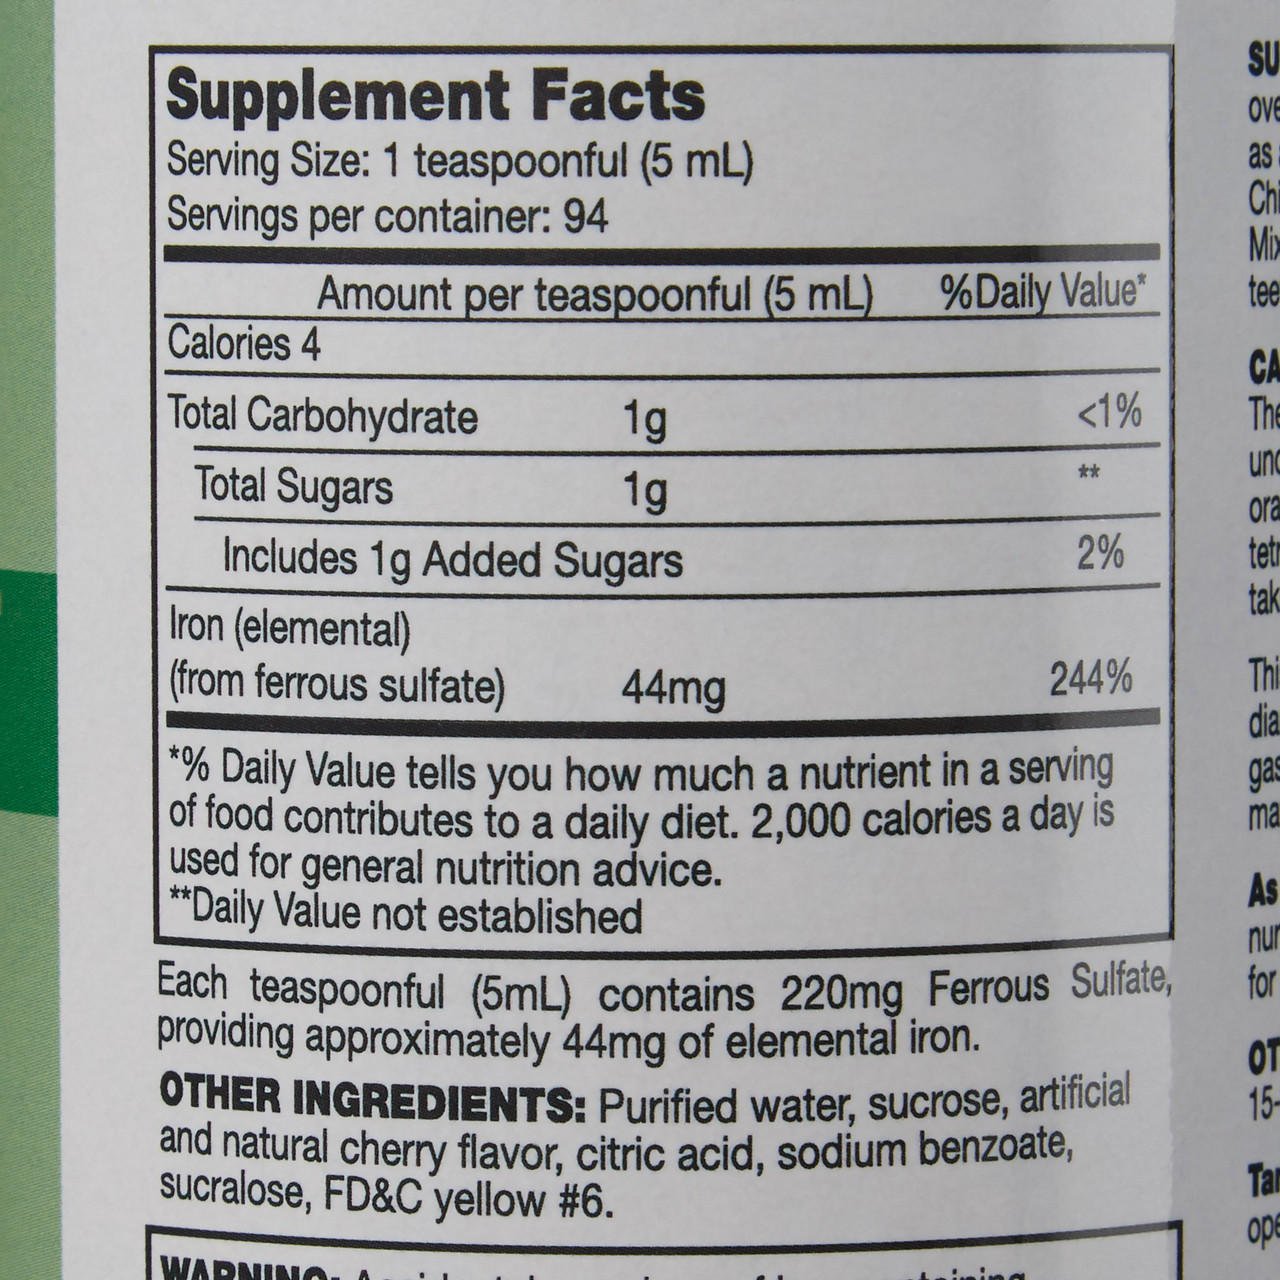 Supplement Facts
Serving Size: 1 teaspoonful (5 mL)
Servings per container: 94
Amount per teaspoonful (5 mL) %Daily Value*
Calories 4
Total Carbohydrate 1g <1%
Total Sugars 1g **
Includes 1g Added Sugars 2%
Iron (elemental)
(from ferrous sulfate) 44mg 244%
*% Daily Value tells you how much a nutrient in a serving
of food contributes to a daily diet. 2,000 calories a day is
used for general nutrition advice.
**Daily Value not established
Each teaspoonful (5mL) contains 220mg Ferrous Sulfate,
providing approximately 44mg of elemental iron.
OTHER INGREDIENTS: Purified water, sucrose, artificial
and natural cherry flavor, citric acid, sodium benzoate,
sucralose, FD&C yellow #6.
WARNING:
as
for